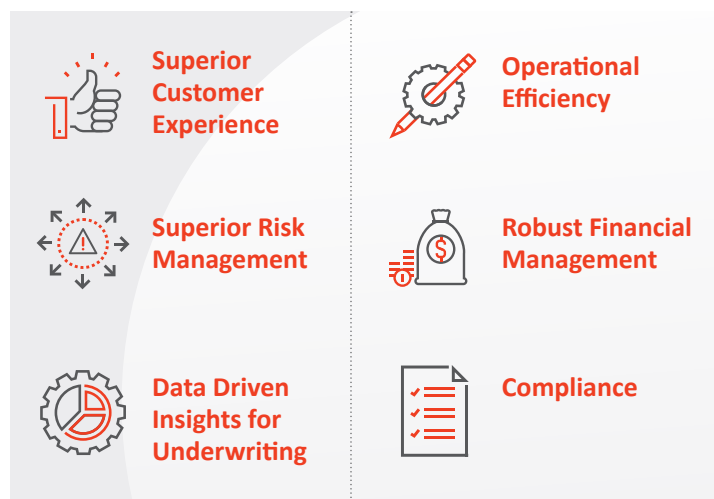 Superior
Customer
Experience
Operational
Efficiency
Superior Risk
Management
Robust Financial
Management
$
Data Driven
Insights for
Underwriting
Compliance